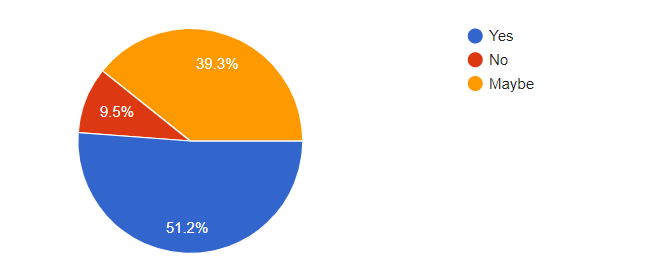 Yes
No
Maybe
39.3%
9.5%
51.2%